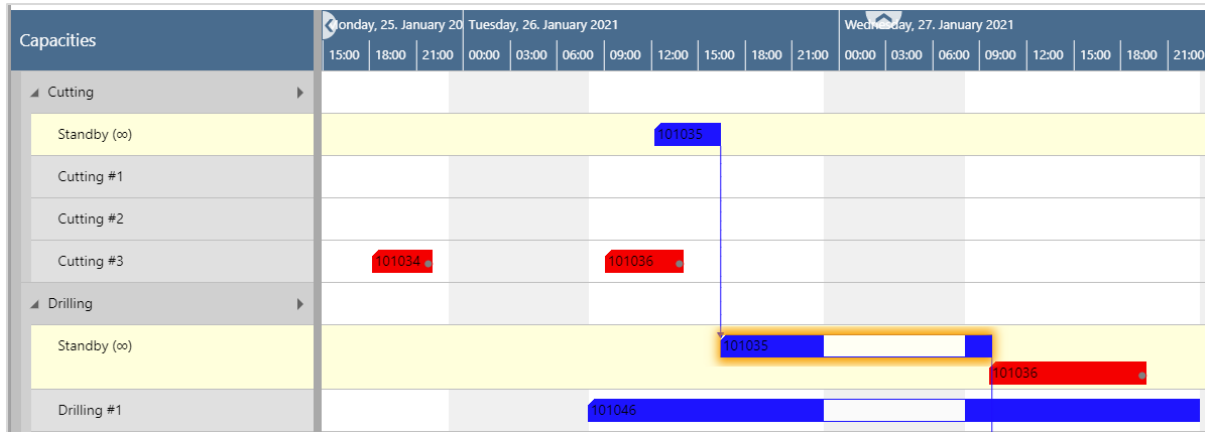 Capacities
onday, 25. January 20 Tuesday, 26. January 2021 Wednesday, 27. January 2021
15:00 18:00 21:00 00:00 03:00 06:00 09:00 12:00 15:00 18:00 21:00 00:00 03:00 06:00 09:00 12:00 15:00 18:00 21:00
Cutting
Standby (∞) 101035
Cutting #1
Cutting #2
Cutting #3 101034 101036
Drilling
Standby (∞) 101035
101036
Drilling #1 101046